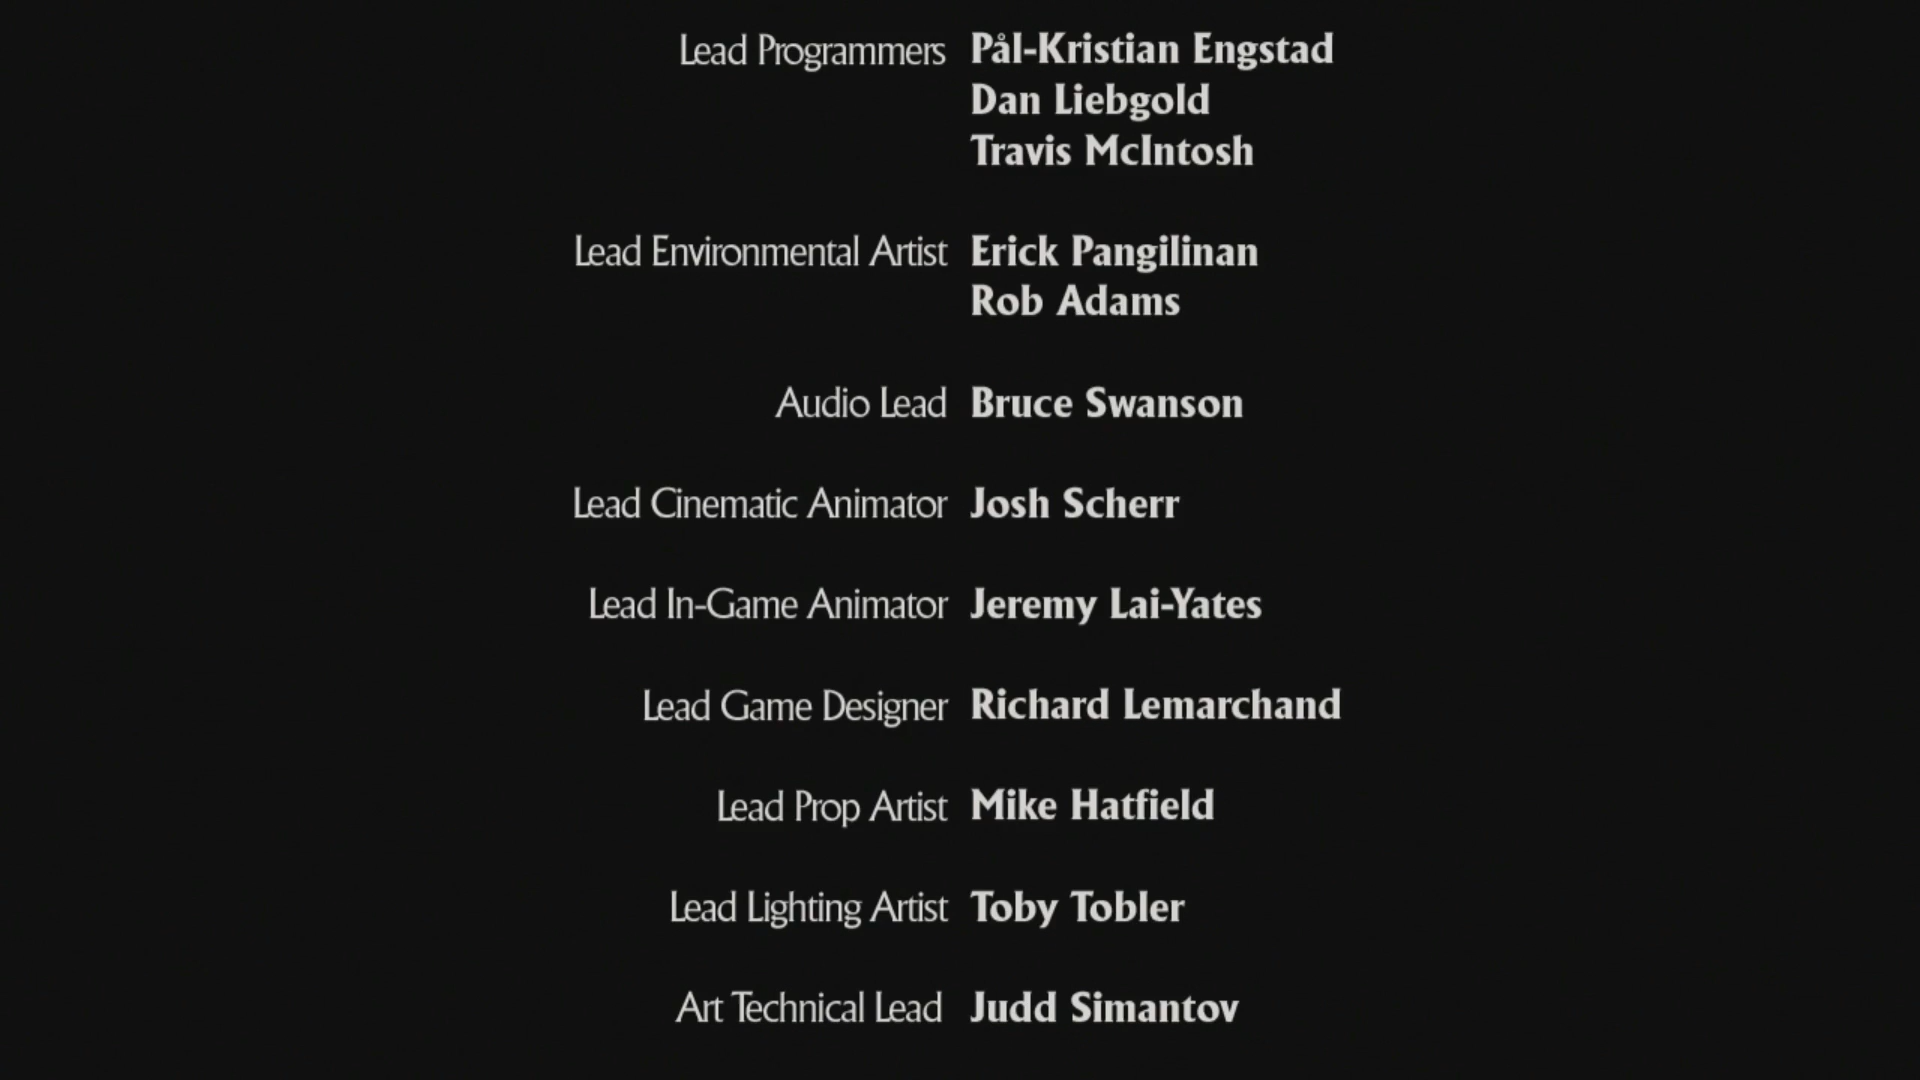 Lead Programmers Pål-Kristian Engstad
Dan Liebgold
Travis McIntosh
Lead Environmental Artist Erick Pangilinan
Rob Adams
Audio Lead Bruce Swanson
Lead Cinematic Animator Josh Scherr
Lead In-Game Animator Jeremy Lai-Yates
Lead Game Designer Richard Lemarchand
Lead Prop Artist Mike Hatfield
Lead Lighting Artist Toby Tobler
Art Technical Lead Judd Simantov